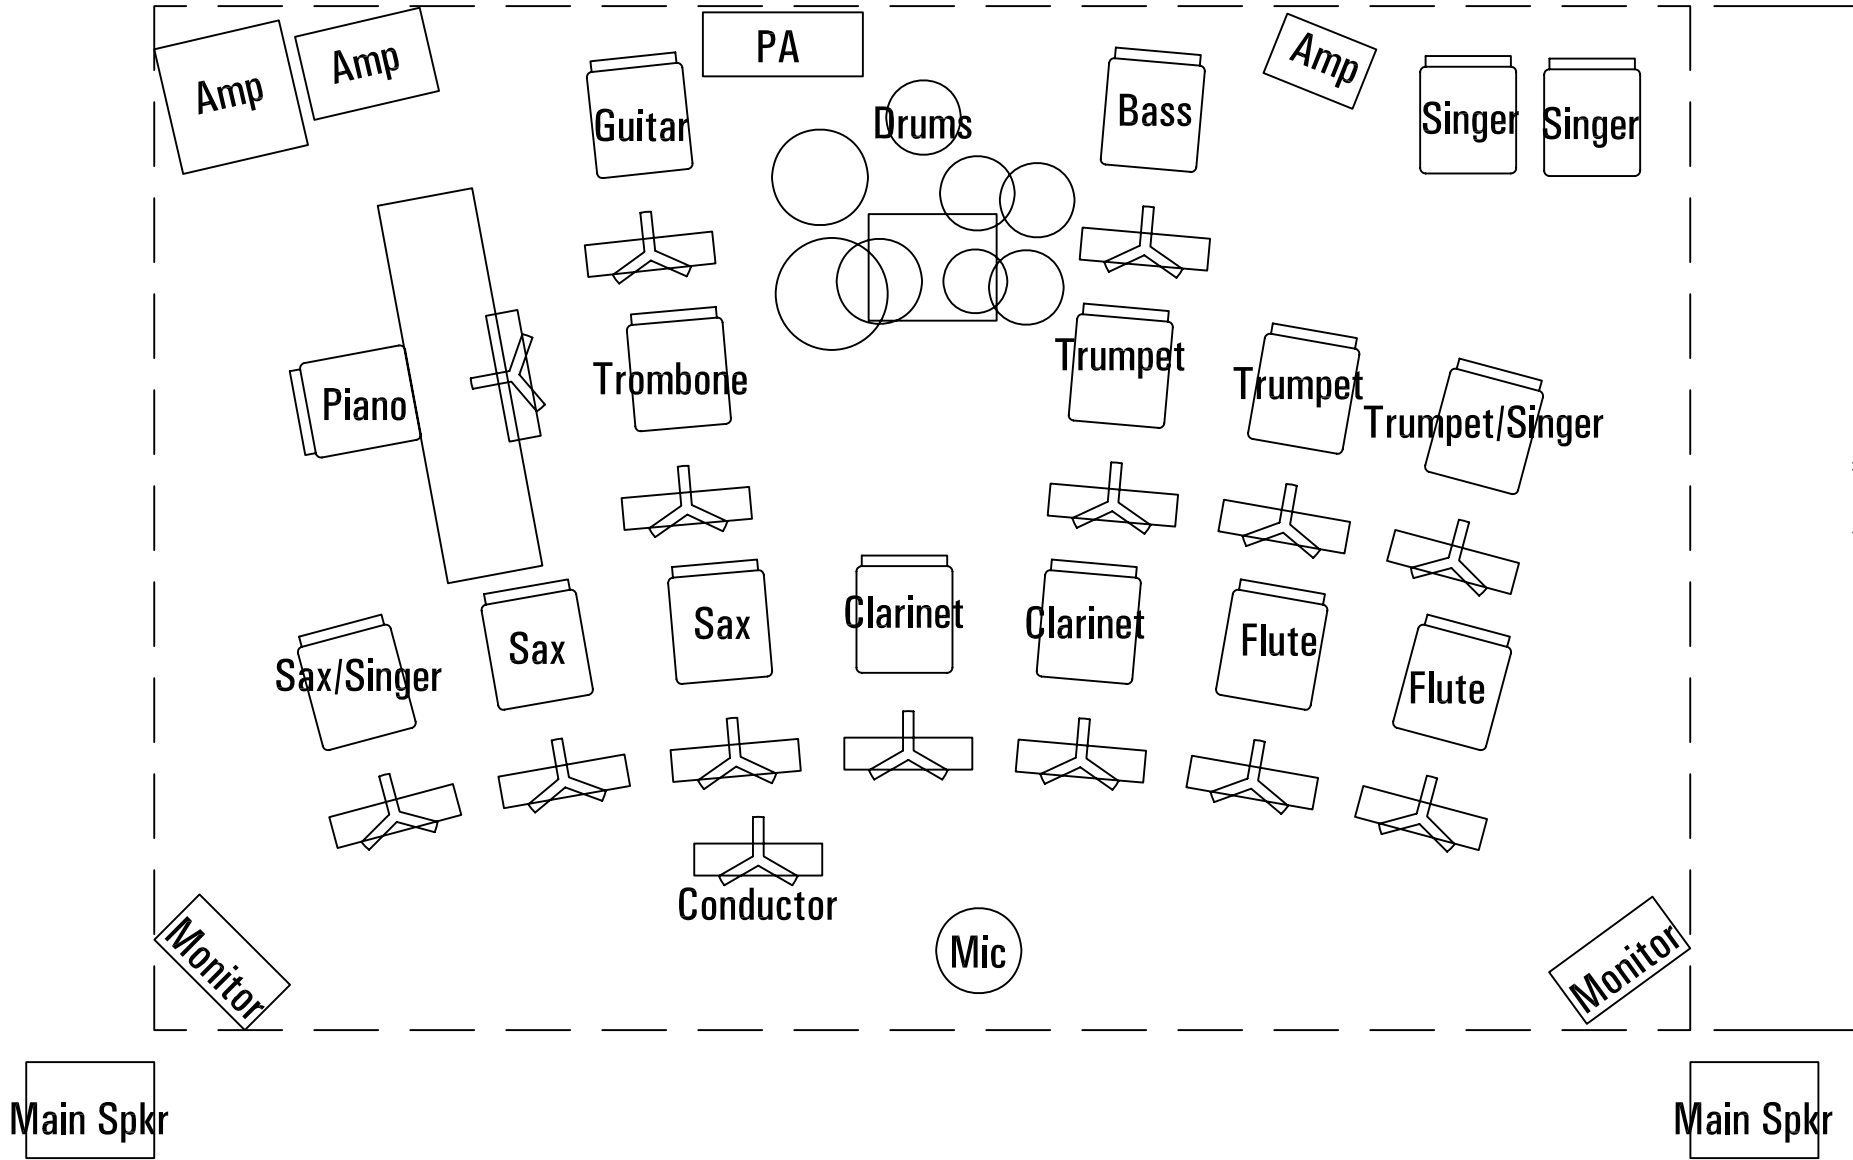 Amp
Amp
PA
Amp
Guitar
Drums
Bass
Singer
Singer
Piano
Trombone
Trumpet
Trumpet
Trumpet/Singer
Sax/Singer
Sax
Sax
Clarinet
Clarinet
Flute
Flute
Conductor
Monitor
Mic
Monitor
Main Spkr
Main Spkr